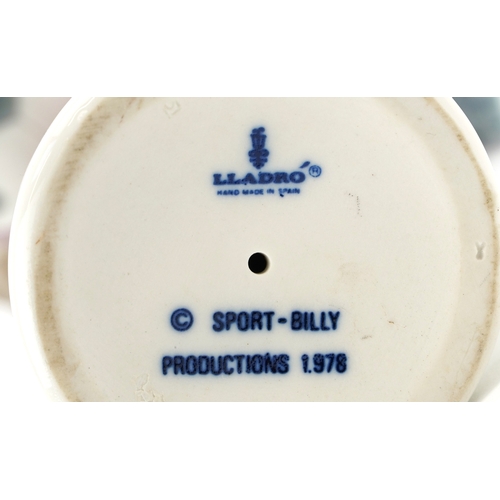 LLADRÓ ®
HAND MADE IN SPAIN
© SPORT-BILLY
PRODUCTIONS 1.978